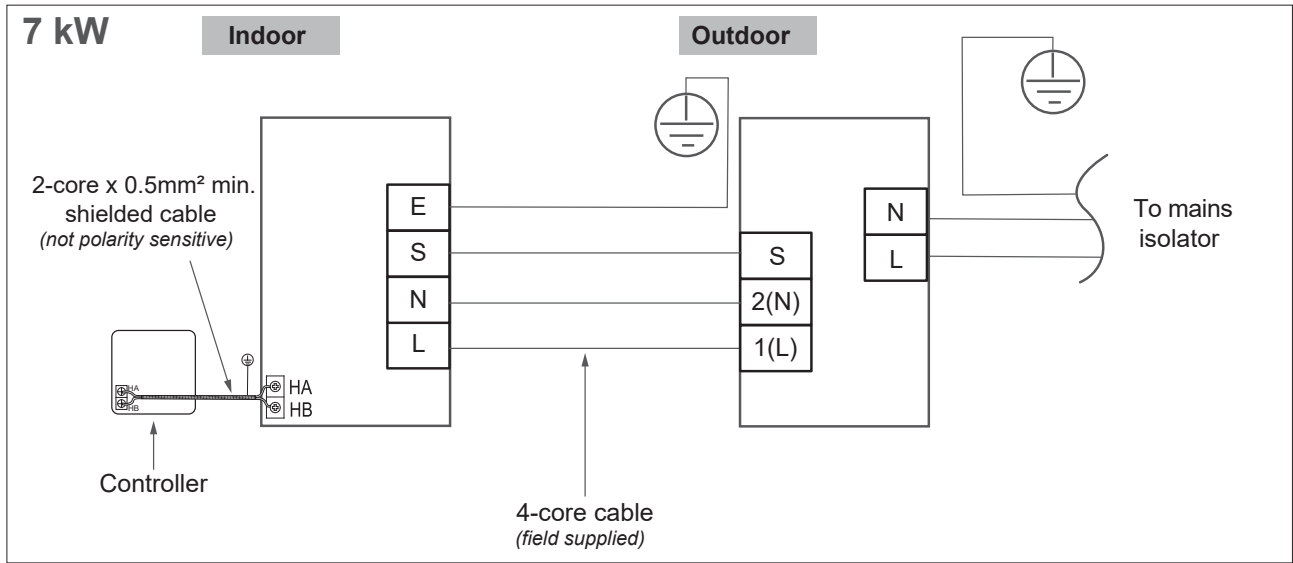 7 kW
Indoor
Outdoor
2-core x 0.5mm² min.
shielded cable
(not polarity sensitive)
E
S
N
L
S
2(N)
1(L)
N
L
To mains
isolator
HA
HB
HA
HB
Controller
4-core cable
(field supplied)